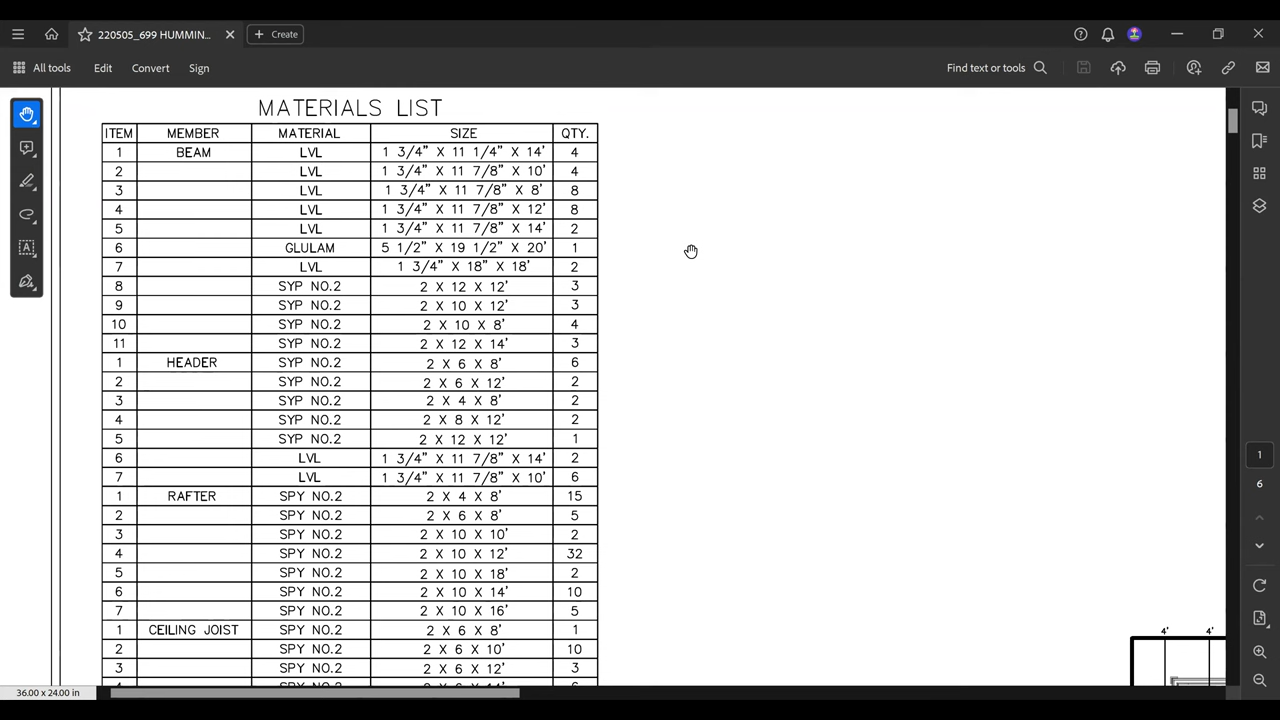 220505_699 HUMMIN...
Create
All tools Edit Convert Sign
Find text or tools
MATERIALS LIST
ITEM MEMBER MATERIAL SIZE QTY.
1 BEAM LVL 1 3/4" X 11 1/4" X 14' 4
2 LVL 1 3/4" X 11 7/8" X 10' 4
3 LVL 1 3/4" X 11 7/8" X 8' 8
4 LVL 1 3/4" X 11 7/8" X 12' 8
5 LVL 1 3/4" X 11 7/8" X 14' 2
6 GLULAM 5 1/2" X 19 1/2" X 20' 1
7 LVL 1 3/4" X 18" X 18' 2
8 SYP NO.2 2 X 12 X 12' 3
9 SYP NO.2 2 X 10 X 12' 3
10 SYP NO.2 2 X 10 X 8' 4
11 SYP NO.2 2 X 12 X 14' 3
1 HEADER SYP NO.2 2 X 6 X 8' 6
2 SYP NO.2 2 X 6 X 12' 2
3 SYP NO.2 2 X 4 X 8' 2
4 SYP NO.2 2 X 8 X 12' 2
5 SYP NO.2 2 X 12 X 12' 1
6 LVL 1 3/4" X 11 7/8" X 14' 2
7 LVL 1 3/4" X 11 7/8" X 10' 6
1 RAFTER SPY NO.2 2 X 4 X 8' 15
2 SPY NO.2 2 X 6 X 8' 5
3 SPY NO.2 2 X 10 X 10' 2
4 SPY NO.2 2 X 10 X 12' 32
5 SPY NO.2 2 X 10 X 18' 2
6 SPY NO.2 2 X 10 X 14' 10
7 SPY NO.2 2 X 10 X 16' 5
1 CEILING JOIST SPY NO.2 2 X 6 X 8' 1
2 SPY NO.2 2 X 6 X 10' 10
3 SPY NO.2 2 X 6 X 12' 3
4' 4'
1
6
36.00 x 24.00 in